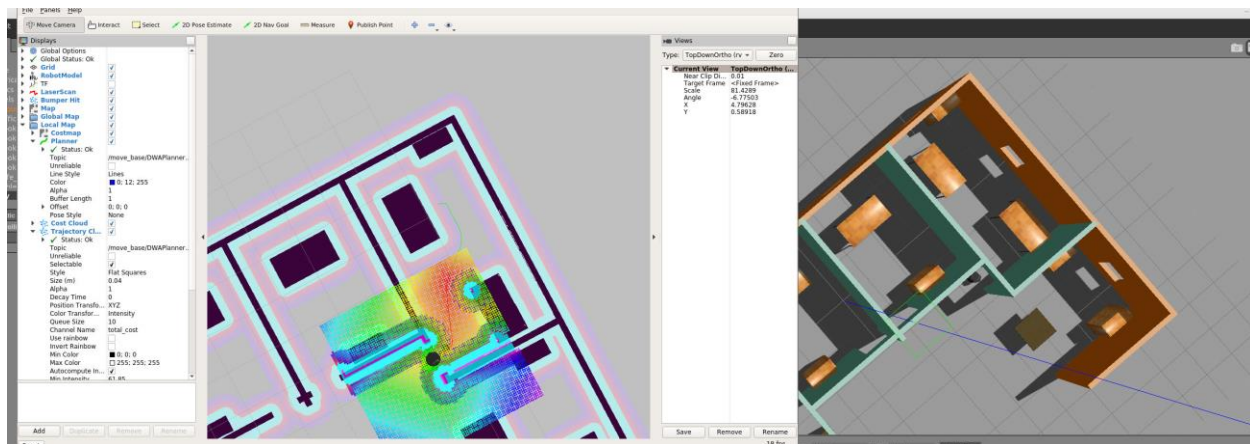 File Panels Help
Move Camera Interact Select 2D Pose Estimate 2D Nav Goal Measure Publish Point
Displays
Global Options
Global Status: Ok
Grid
RobotModel
TF
LaserScan
Bumper Hit
Map
Global Map
Local Map
Costmap
Planner
Status: Ok
Topic /move_base/DWAPlanner...
Unreliable
Line Style Lines
Color 0; 12; 255
Alpha 1
Buffer Length 1
Offset 0; 0; 0
Pose Style None
Cost Cloud
Trajectory Cl...
Status: Ok
Topic /move_base/DWAPlanner...
Unreliable
Selectable
Style Flat Squares
Size (m) 0.04
Alpha 1
Decay Time 0
Position Transfo... XYZ
Color Transfor... Intensity
Queue Size 10
Channel Name total_cost
Use rainbow
Invert Rainbow
Min Color 0; 0; 0
Max Color 255; 255; 255
Autocompute In...
Min Intensity 61.85
Add Duplicate Remove Rename
Views
Type: TopDownOrtho (rv Zero
Current View TopDownOrtho (...
Near Clip Di... 0.01
Target Frame <Fixed Frame>
Scale 81.4289
Angle -6.77503
X 4.79628
Y 0.58918
Save Remove Rename